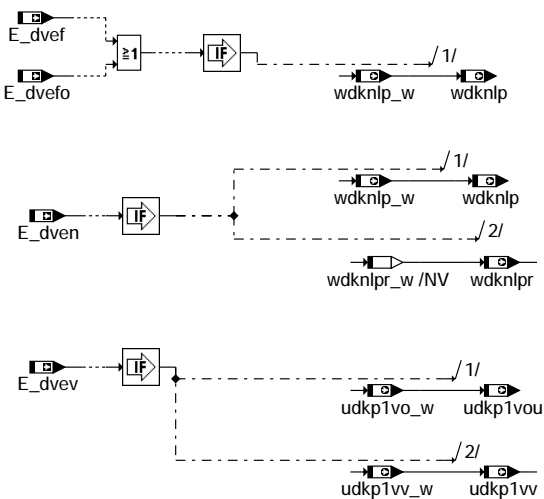 E_dvef
≥1
IF
1/
E_dvefo
wdknlp_w wdknlp
1/
IF
wdknlp_w wdknlp
E_dven
2/
wdknlpr_w /NV wdknlpr
IF
1/
E_dvev
udkp1vo_w udkp1vou
2/
udkp1vv_w udkp1vv